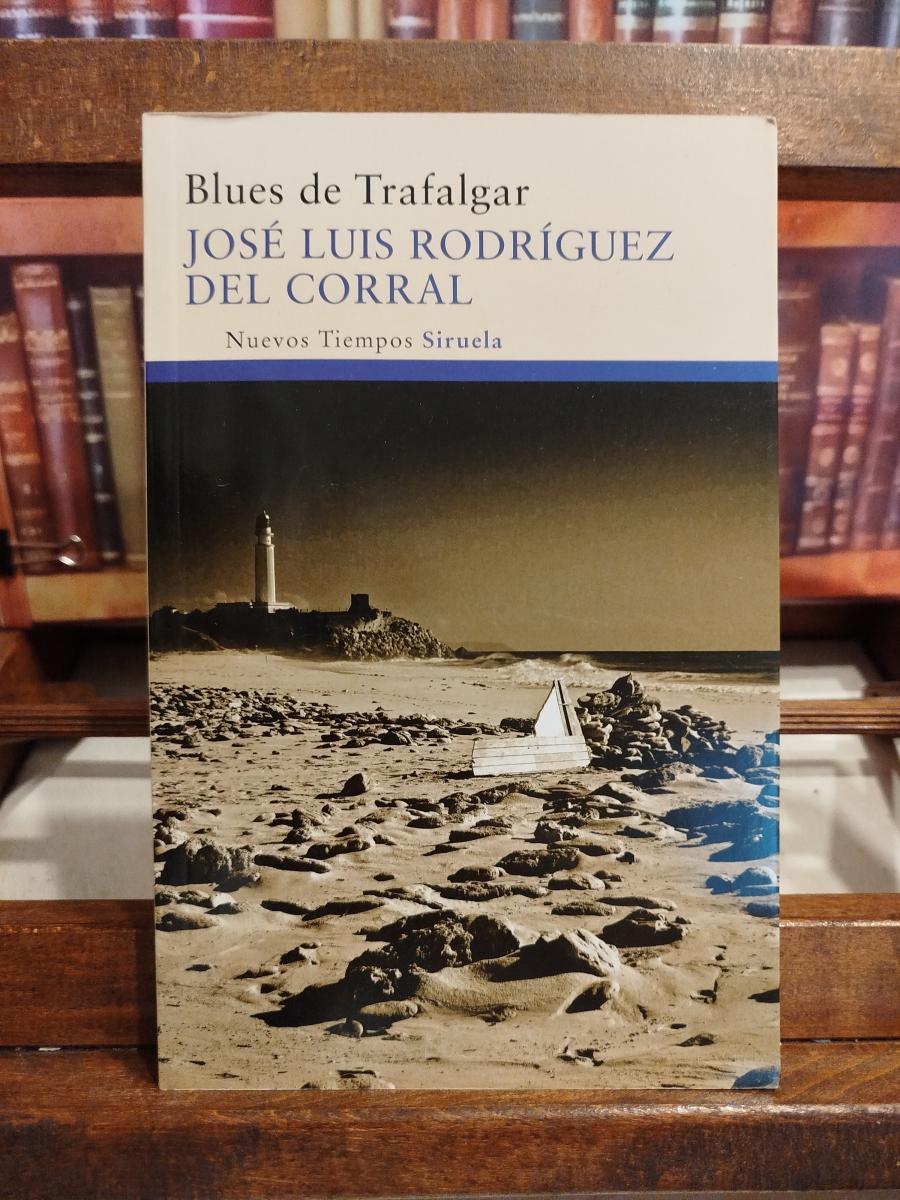 Blues de Trafalgar
JOSÉ LUIS RODRÍGUEZ
DEL CORRAL
Nuevos Tiempos Siruela